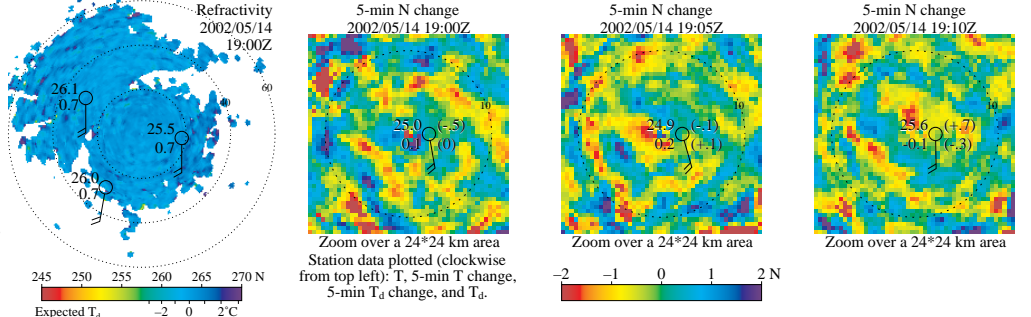 Refractivity
2002/05/14
19:00Z
60
40
26.1
0.7
25.5
0.7
26.0
0.7
245 255 260 265 270 N
Expected Td
−2 0 2°C
5-min N change
2002/05/14 19:00Z
10
25.0 (-.5)
0.1 (0)
Zoom over a 24*24 km area
Station data plotted (clockwise
from top left): T, 5-min T change,
5-min Td change, and Td.
5-min N change
2002/05/14 19:05Z
10
24.9 (-.1)
0.2 (+.1)
Zoom over a 24*24 km area
−2 −1 0 1 2 N
5-min N change
2002/05/14 19:10Z
10
25.6 (+.7)
-0.1 (-.3)
Zoom over a 24*24 km area